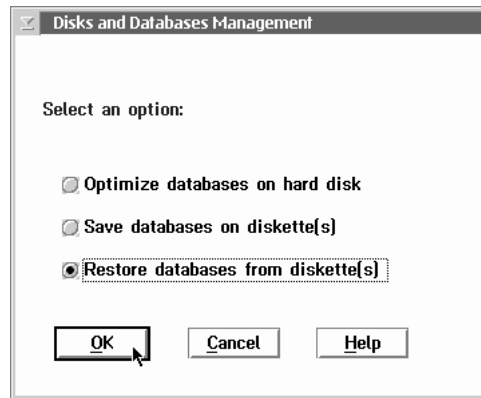 Disks and Databases Management
Select an option:
Optimize databases on hard disk
Save databases on diskette(s)
Restore databases from diskette(s)
OK Cancel Help